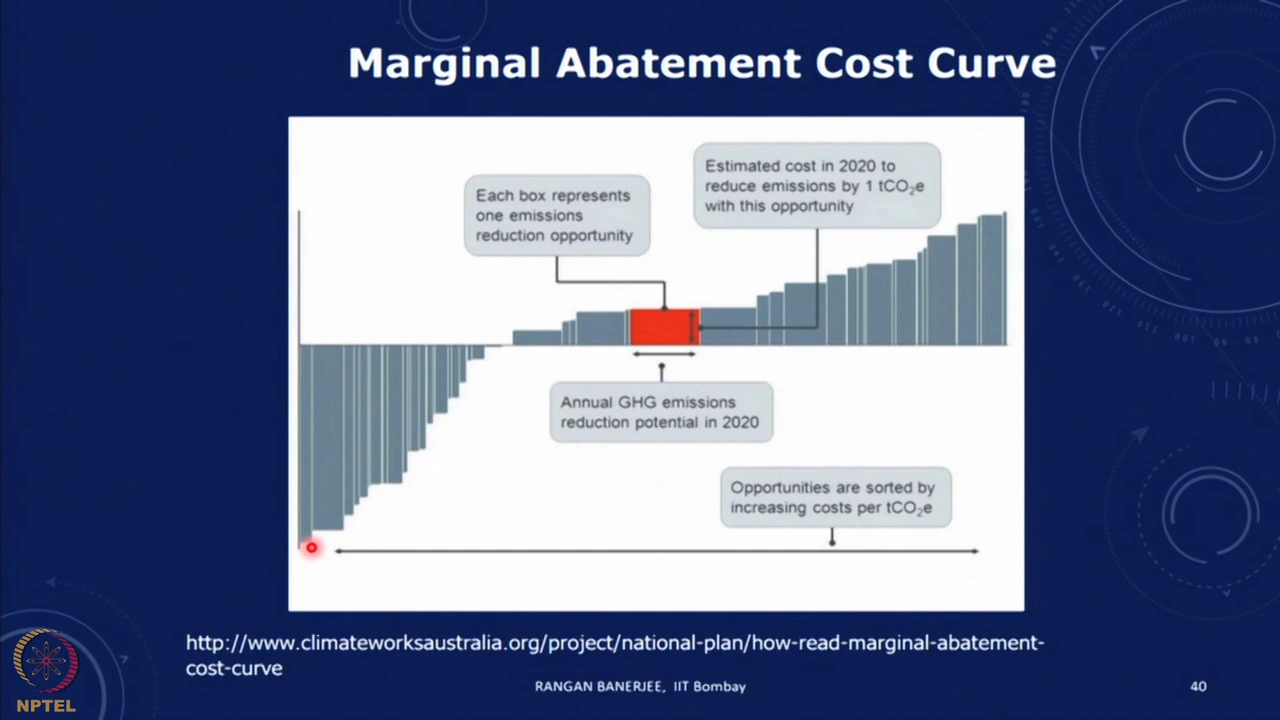 Marginal Abatement Cost Curve
Each box represents
one emissions
reduction opportunity
Estimated cost in 2020 to
reduce emissions by 1 tCO₂e
with this opportunity
Annual GHG emissions
reduction potential in 2020
Opportunities are sorted by
increasing costs per tCO₂e
http://www.climateworksaustralia.org/project/national-plan/how-read-marginal-abatement-
cost-curve
RANGAN BANERJEE, IIT Bombay
40
NPTEL